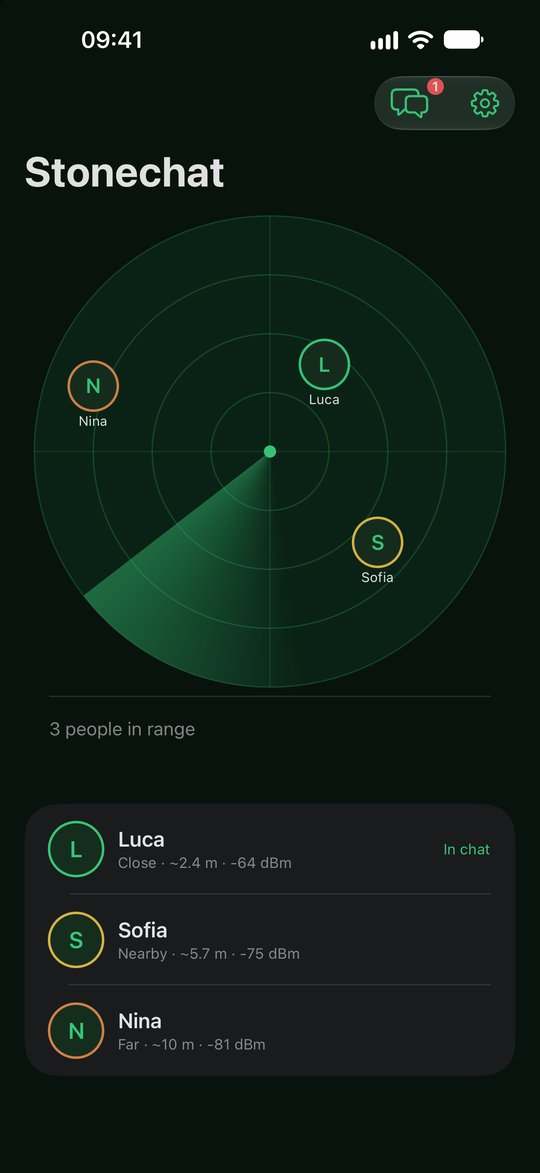 09:41
1
Stonechat
L
Luca
N
Nina
S
Sofia
3 people in range
L
Luca
In chat
Close · ~2.4 m · -64 dBm
S
Sofia
Nearby · ~5.7 m · -75 dBm
N
Nina
Far · ~10 m · -81 dBm